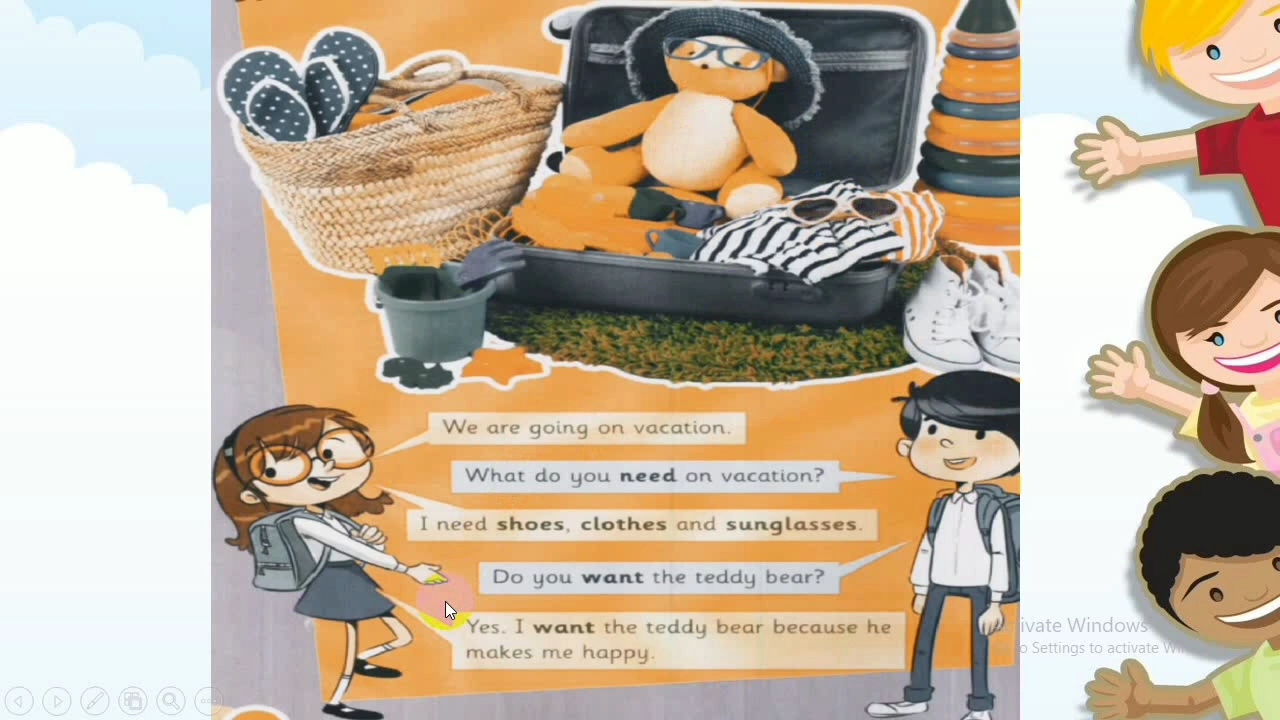 We are going on vacation.
What do you need on vacation?
I need shoes, clothes and sunglasses.
Do you want the teddy bear?
Yes. I want the teddy bear because he
makes me happy.